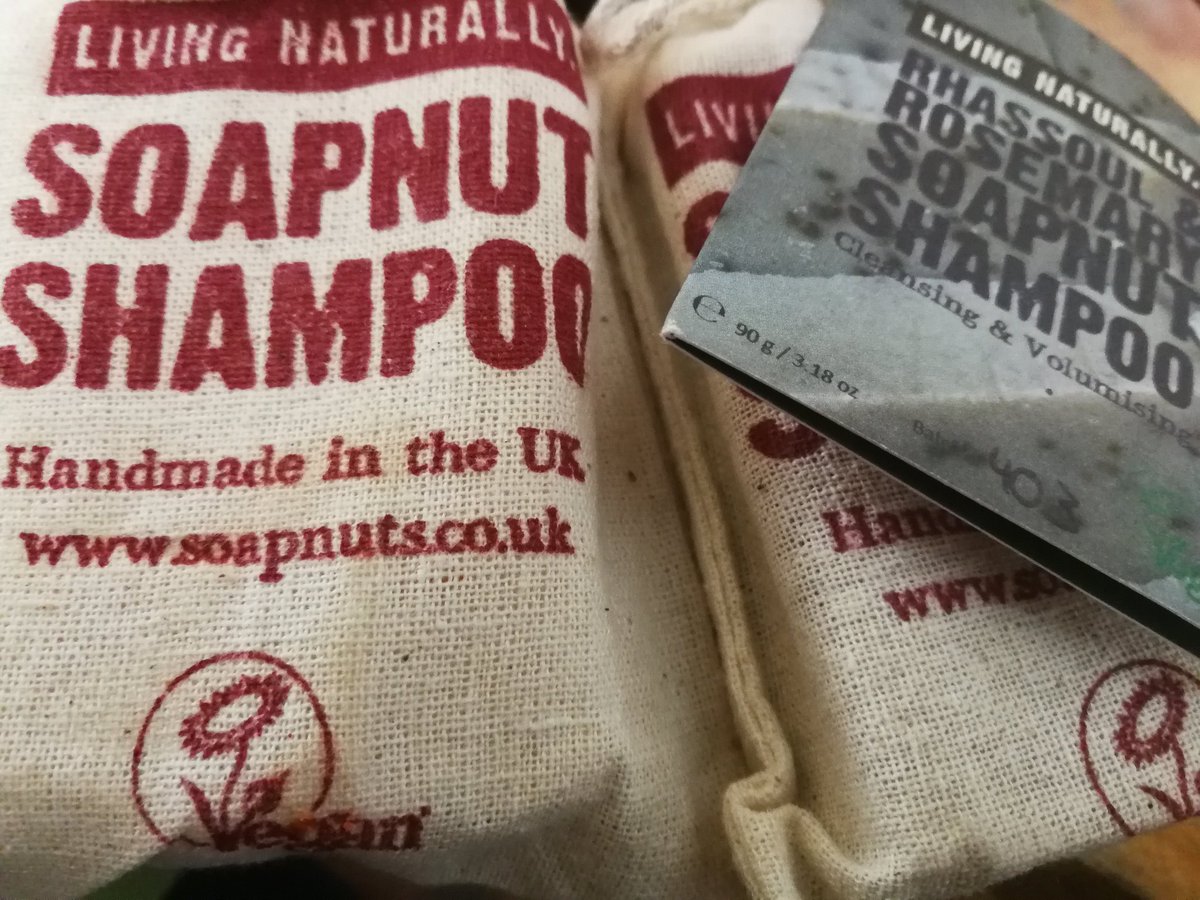 LIVING NATURALLY.
SOAPNUT
SHAMPOO
Handmade in the UK
www.soapnuts.co.uk
Vegan
LIVING NATURALLY.
RHASSOUL &
ROSEMARY
SOAPNUT
SHAMPOO
Cleansing & Volumising
e 90 g / 3.18 oz
403